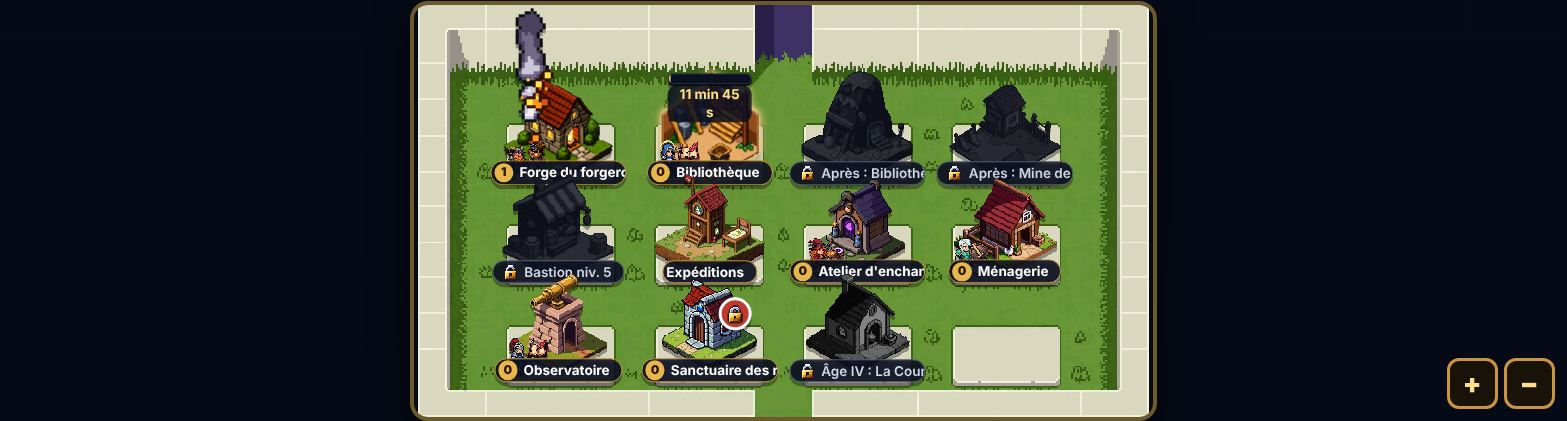 11 min 45
s
1 Forge du forgero
0 Bibliothèque
Après : Bibliothè
Après : Mine de
Bastion niv. 5
Expéditions
0 Atelier d'enchan
0 Ménagerie
0 Observatoire
0 Sanctuaire des r
Âge IV : La Cour
+
−